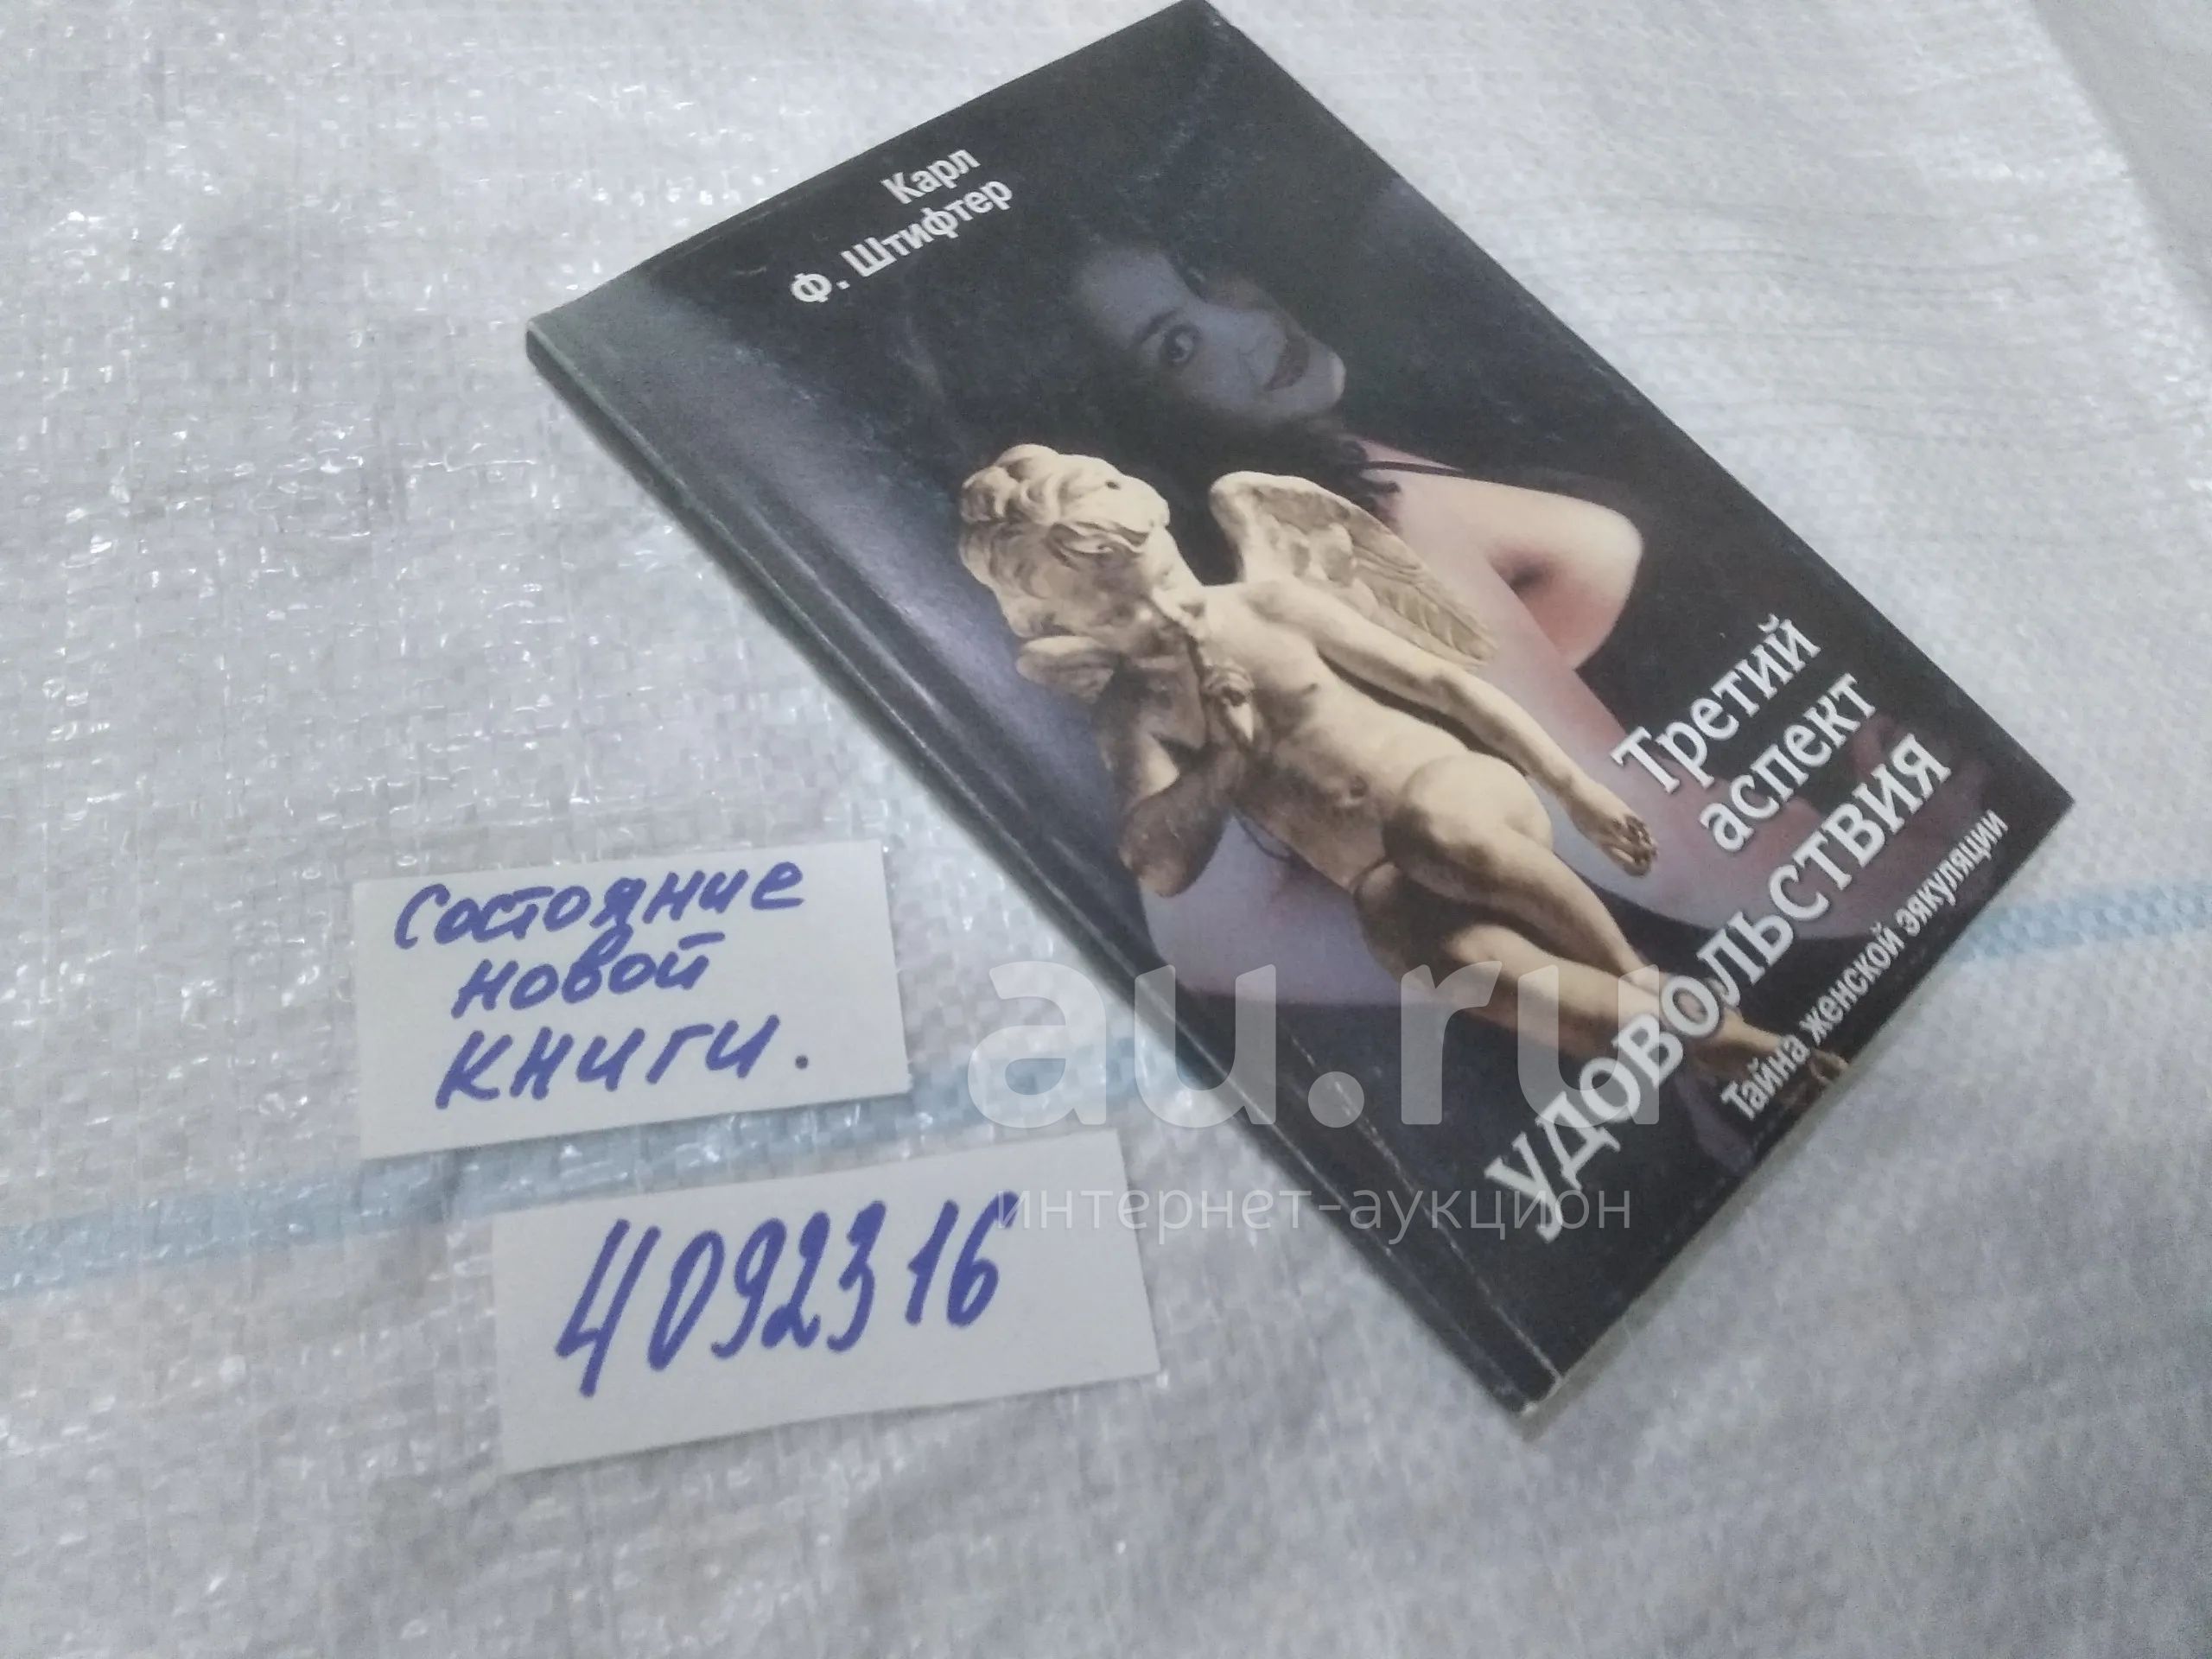 Карл
Ф. Штифтер
Третий
аспект
удовольствия
Тайна женской эякуляции
Состояние
новой
книги.
4092316
au.ru
интернет-аукцион